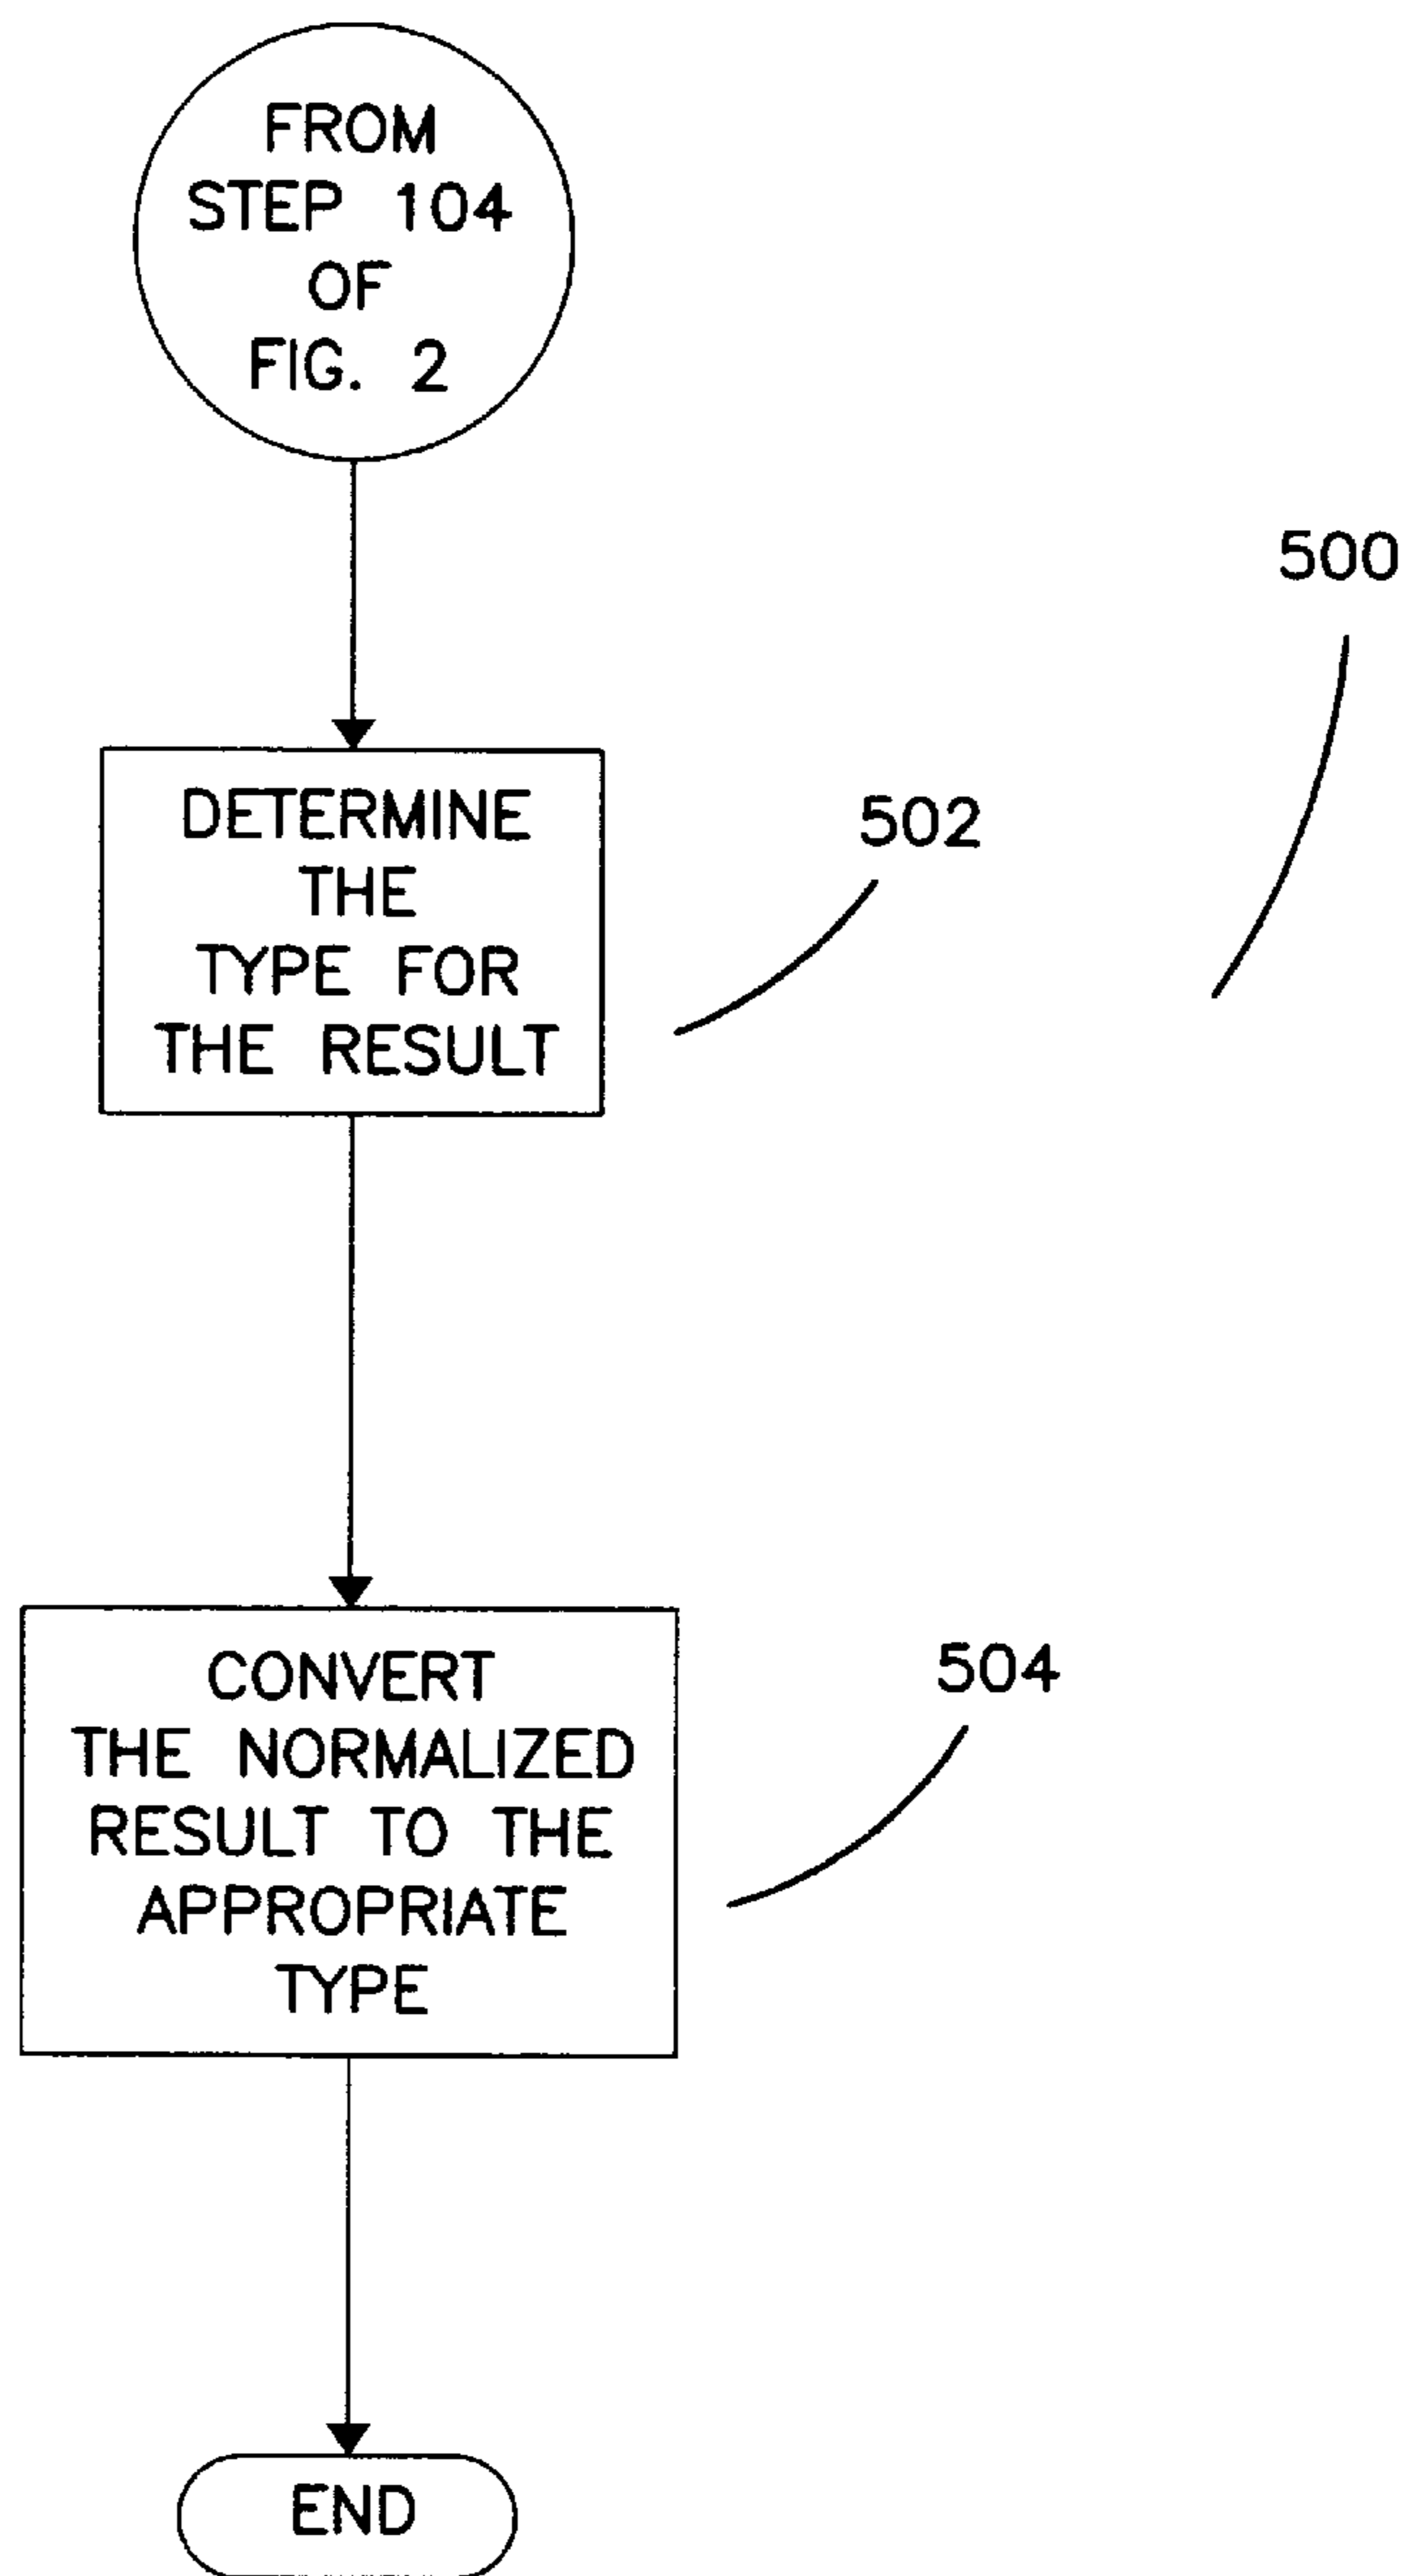 FROM
STEP 104
OF
FIG. 2
500
DETERMINE
THE
TYPE FOR
THE RESULT
502
CONVERT
THE NORMALIZED
RESULT TO THE
APPROPRIATE
TYPE
504
END